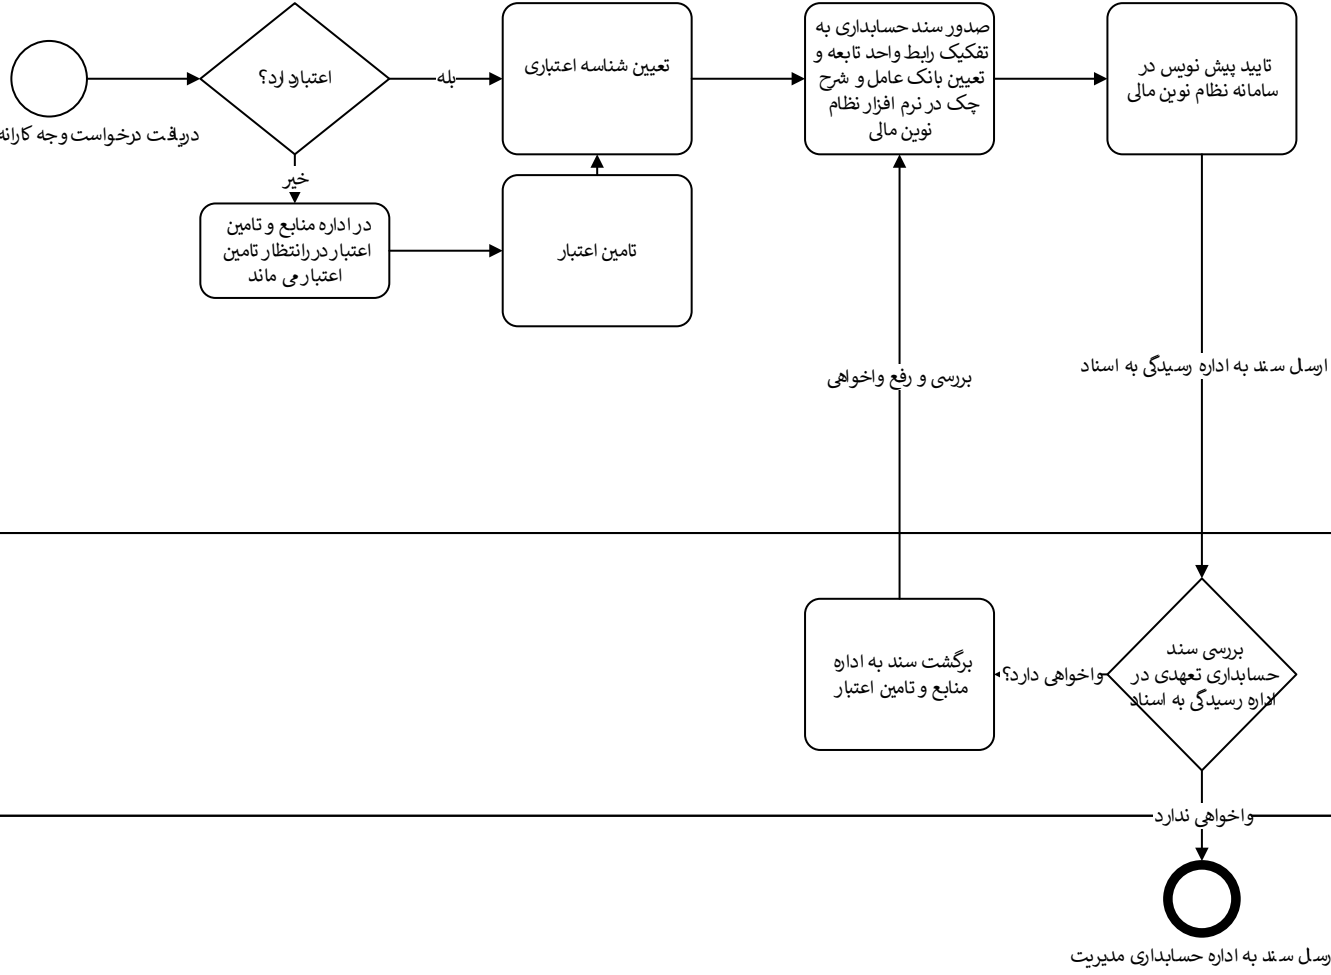 دریافت درخواست وجه کارانه
اعتبار دارد؟
بله
خیر
تعیین شناسه اعتباری
در اداره منابع و تامین
اعتبار در رانتظار تامین
اعتبار می ماند
تامین اعتبار
صدور سند حسابداری به
تفکیک رابط واحد تابعه و
تعیین بانک عامل و شرح
چک در نرم افزار نظام
نوین مالی
تایید پیش نویس در
سامانه نظام نوین مالی
ارسال سند به اداره رسیدگی به اسناد
بررسی و رفع واخواهی
بررسی سند
حسابداری تعهدی در
اداره رسیدگی به اسناد
واخواهی دارد؟
برگشت سند به اداره
منابع و تامین اعتبار
واخواهی ندارد
رسال سند به اداره حسابداری مدیریت